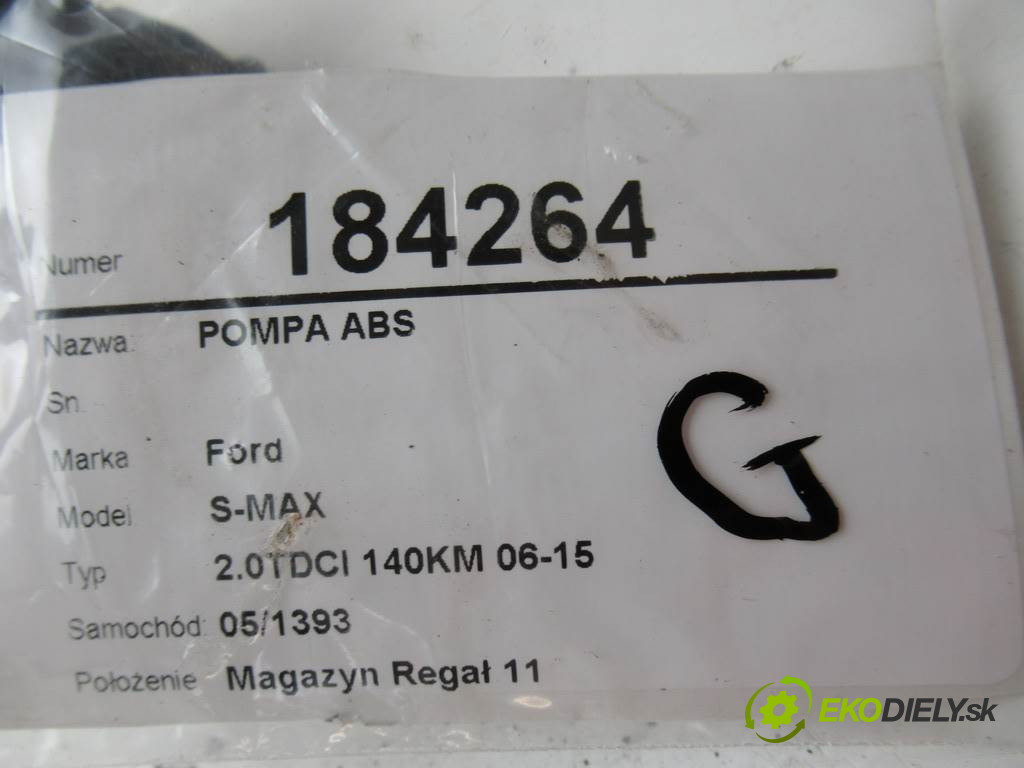 Numer 184264
Nazwa: POMPA ABS
Sn.
Marka Ford
Model S-MAX
Typ 2.0TDCI 140KM 06-15
Samochód: 05/1393
Położenie Magazyn Regał 11
G
EKODIELY.sk